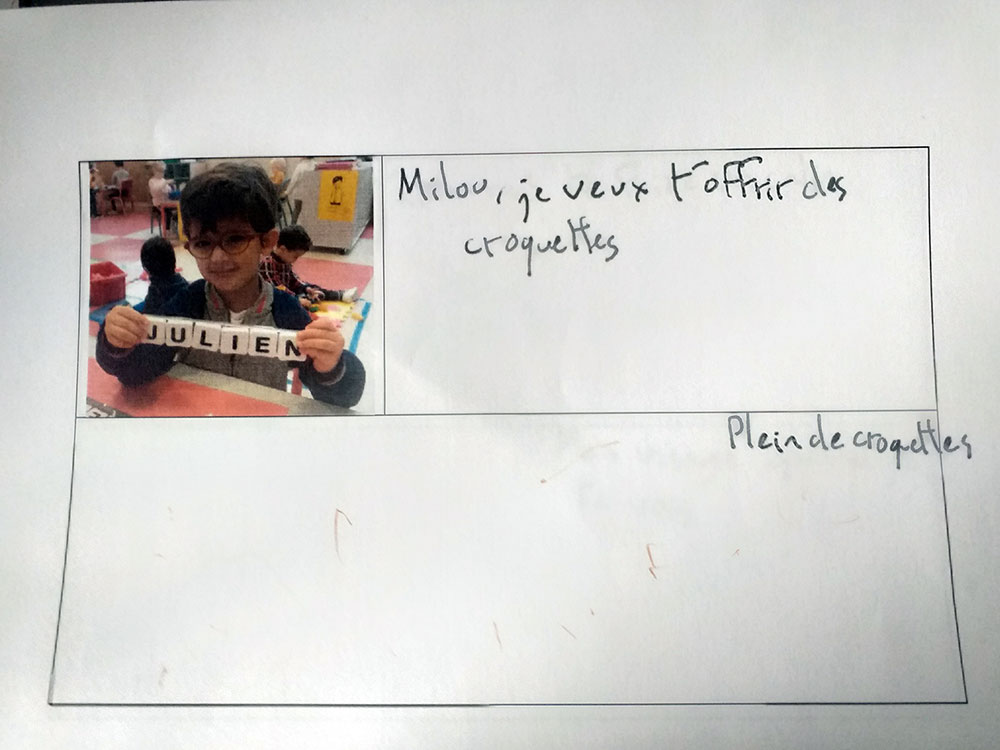 JULIEN
Milou, je veux t'offrir des
croquettes
Plein de croquettes